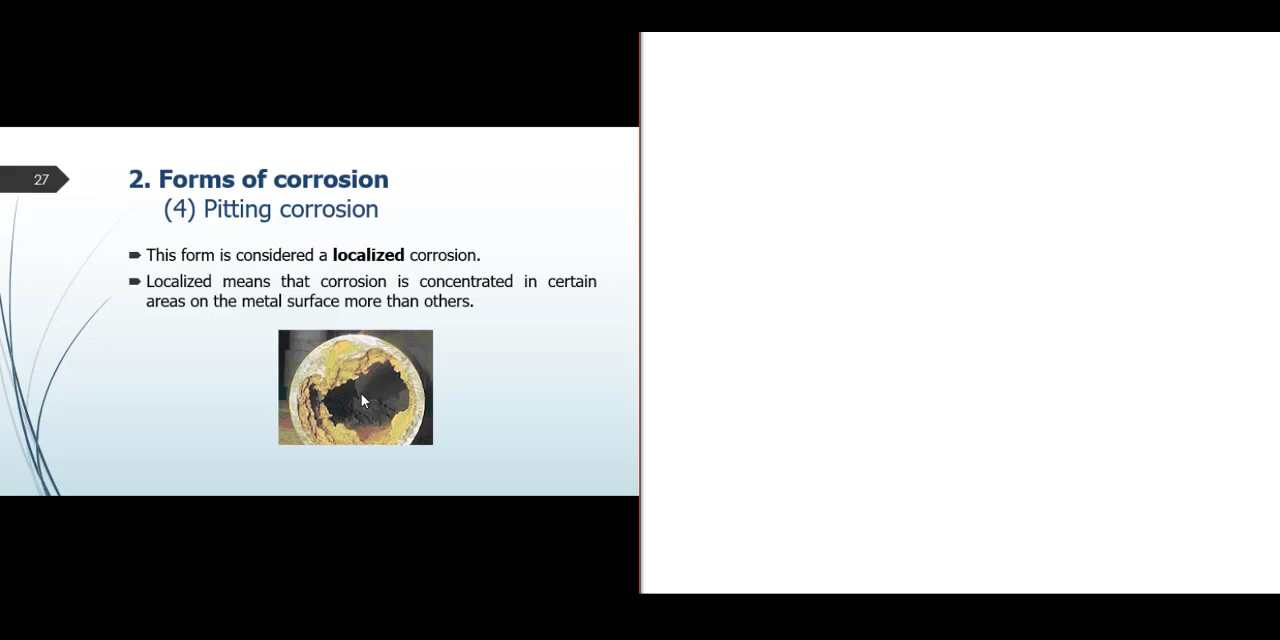 27
2. Forms of corrosion
(4) Pitting corrosion
This form is considered a localized corrosion.
Localized means that corrosion is concentrated in certain
areas on the metal surface more than others.